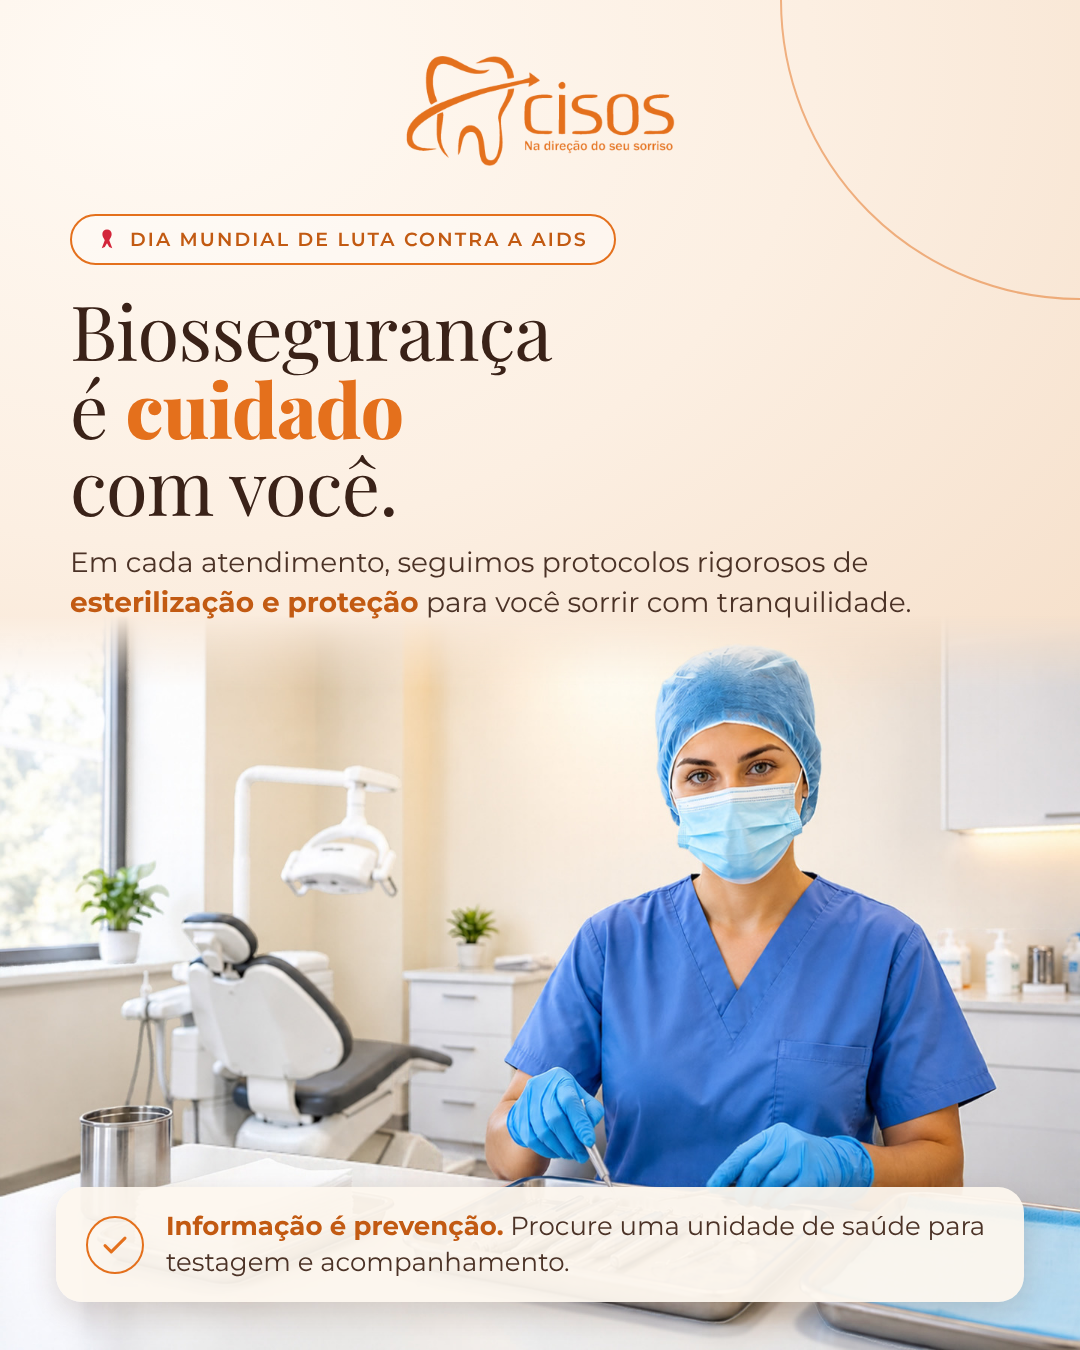 cisos
Na direção do seu sorriso
DIA MUNDIAL DE LUTA CONTRA A AIDS
Biossegurança
é cuidado
com você.
Em cada atendimento, seguimos protocolos rigorosos de
esterilização e proteção para você sorrir com tranquilidade.
Informação é prevenção. Procure uma unidade de saúde para
testagem e acompanhamento.